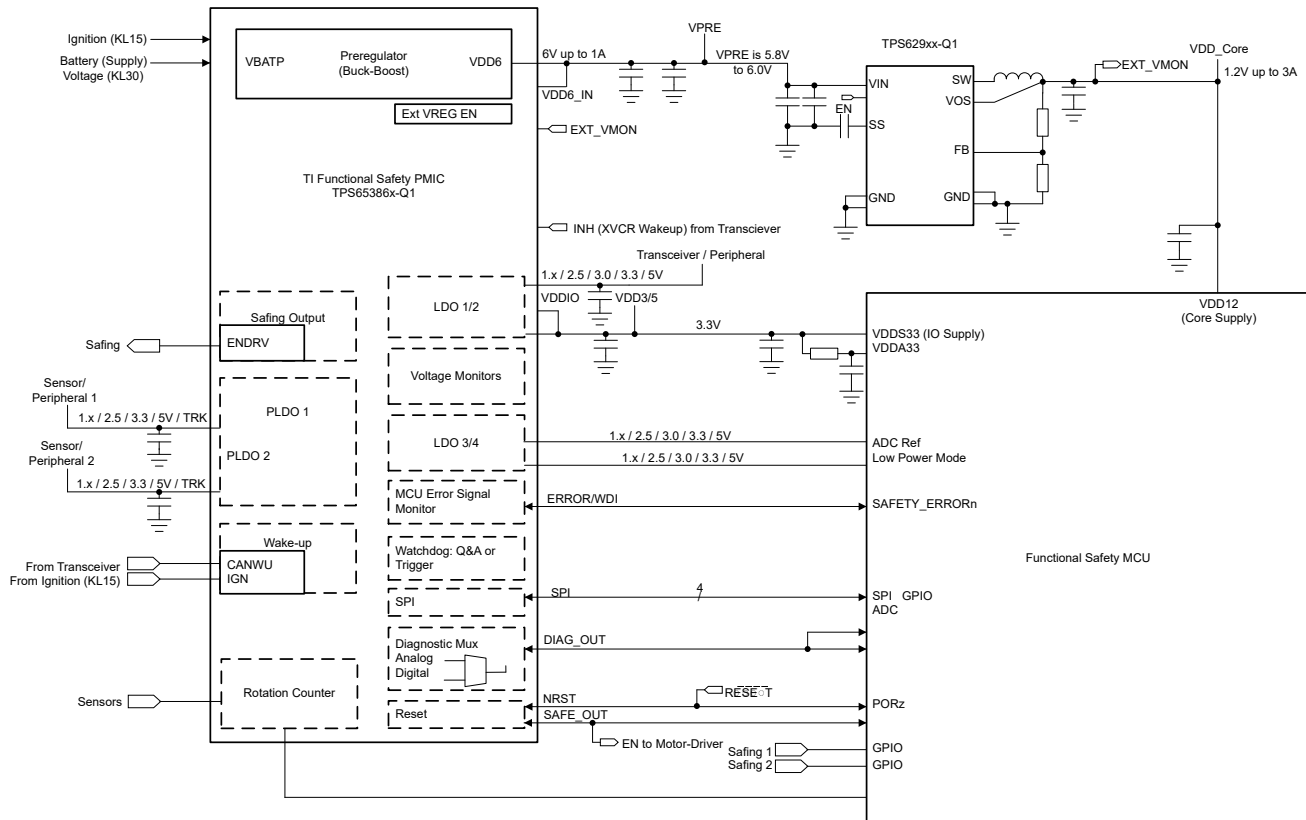 Ignition (KL15)
Battery (Supply)
Voltage (KL30)
VBATP
Preregulator
(Buck-Boost)
VDD6
Ext VREG EN
6V up to 1A
VDD6_IN
VPRE
VPRE is 5.8V
to 6.0V
EXT_VMON
TPS629xx-Q1
VIN
EN
SS
GND
SW
VOS
FB
GND
EXT_VMON
VDD_Core
1.2V up to 3A
TI Functional Safety PMIC
TPS65386x-Q1
INH (XVCR Wakeup) from Transciever
Transceiver / Peripheral
1.x / 2.5 / 3.0 / 3.3 / 5V
LDO 1/2
VDDIO
VDD3/5
3.3V
VDD12
(Core Supply)
VDDS33 (IO Supply)
VDDA33
Safing Output
ENDRV
Safing
Voltage Monitors
Sensor/
Peripheral 1
1.x / 2.5 / 3.3 / 5V / TRK
PLDO 1
PLDO 2
Sensor/
Peripheral 2
1.x / 2.5 / 3.3 / 5V / TRK
LDO 3/4
1.x / 2.5 / 3.0 / 3.3 / 5V
1.x / 2.5 / 3.0 / 3.3 / 5V
ADC Ref
Low Power Mode
MCU Error Signal
Monitor
ERROR/WDI
SAFETY_ERRORn
Wake-up
CANWU
IGN
From Transceiver
From Ignition (KL15)
Watchdog: Q&A or
Trigger
Functional Safety MCU
SPI
SPI
4
SPI GPIO
ADC
Diagnostic Mux
Analog
Digital
DIAG_OUT
Rotation Counter
Sensors
Reset
NRST
RESET
PORz
SAFE_OUT
EN to Motor-Driver
Safing 1
Safing 2
GPIO
GPIO